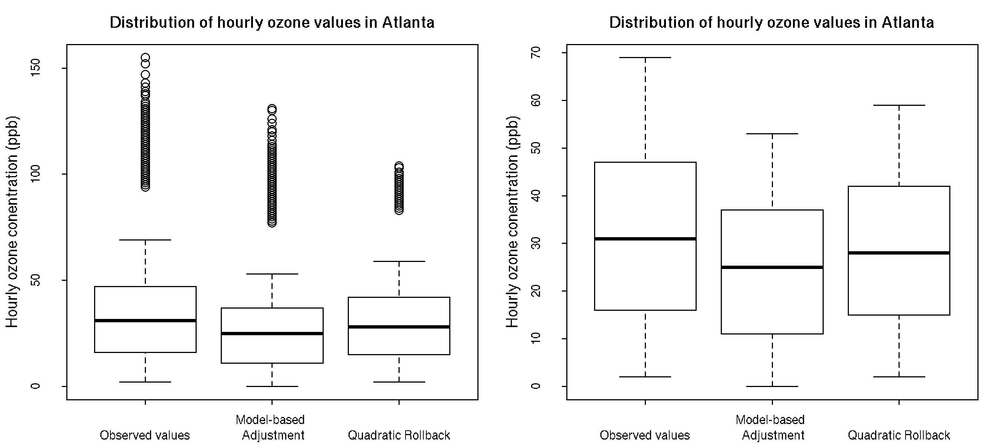 Distribution of hourly ozone values in Atlanta
Hourly ozone conentration (ppb)
150
100
50
0
Model-based
Observed values Adjustment Quadratic Rollback
Distribution of hourly ozone values in Atlanta
Hourly ozone conentration (ppb)
70
60
50
40
30
20
10
0
Model-based
Observed values Adjustment Quadratic Rollback